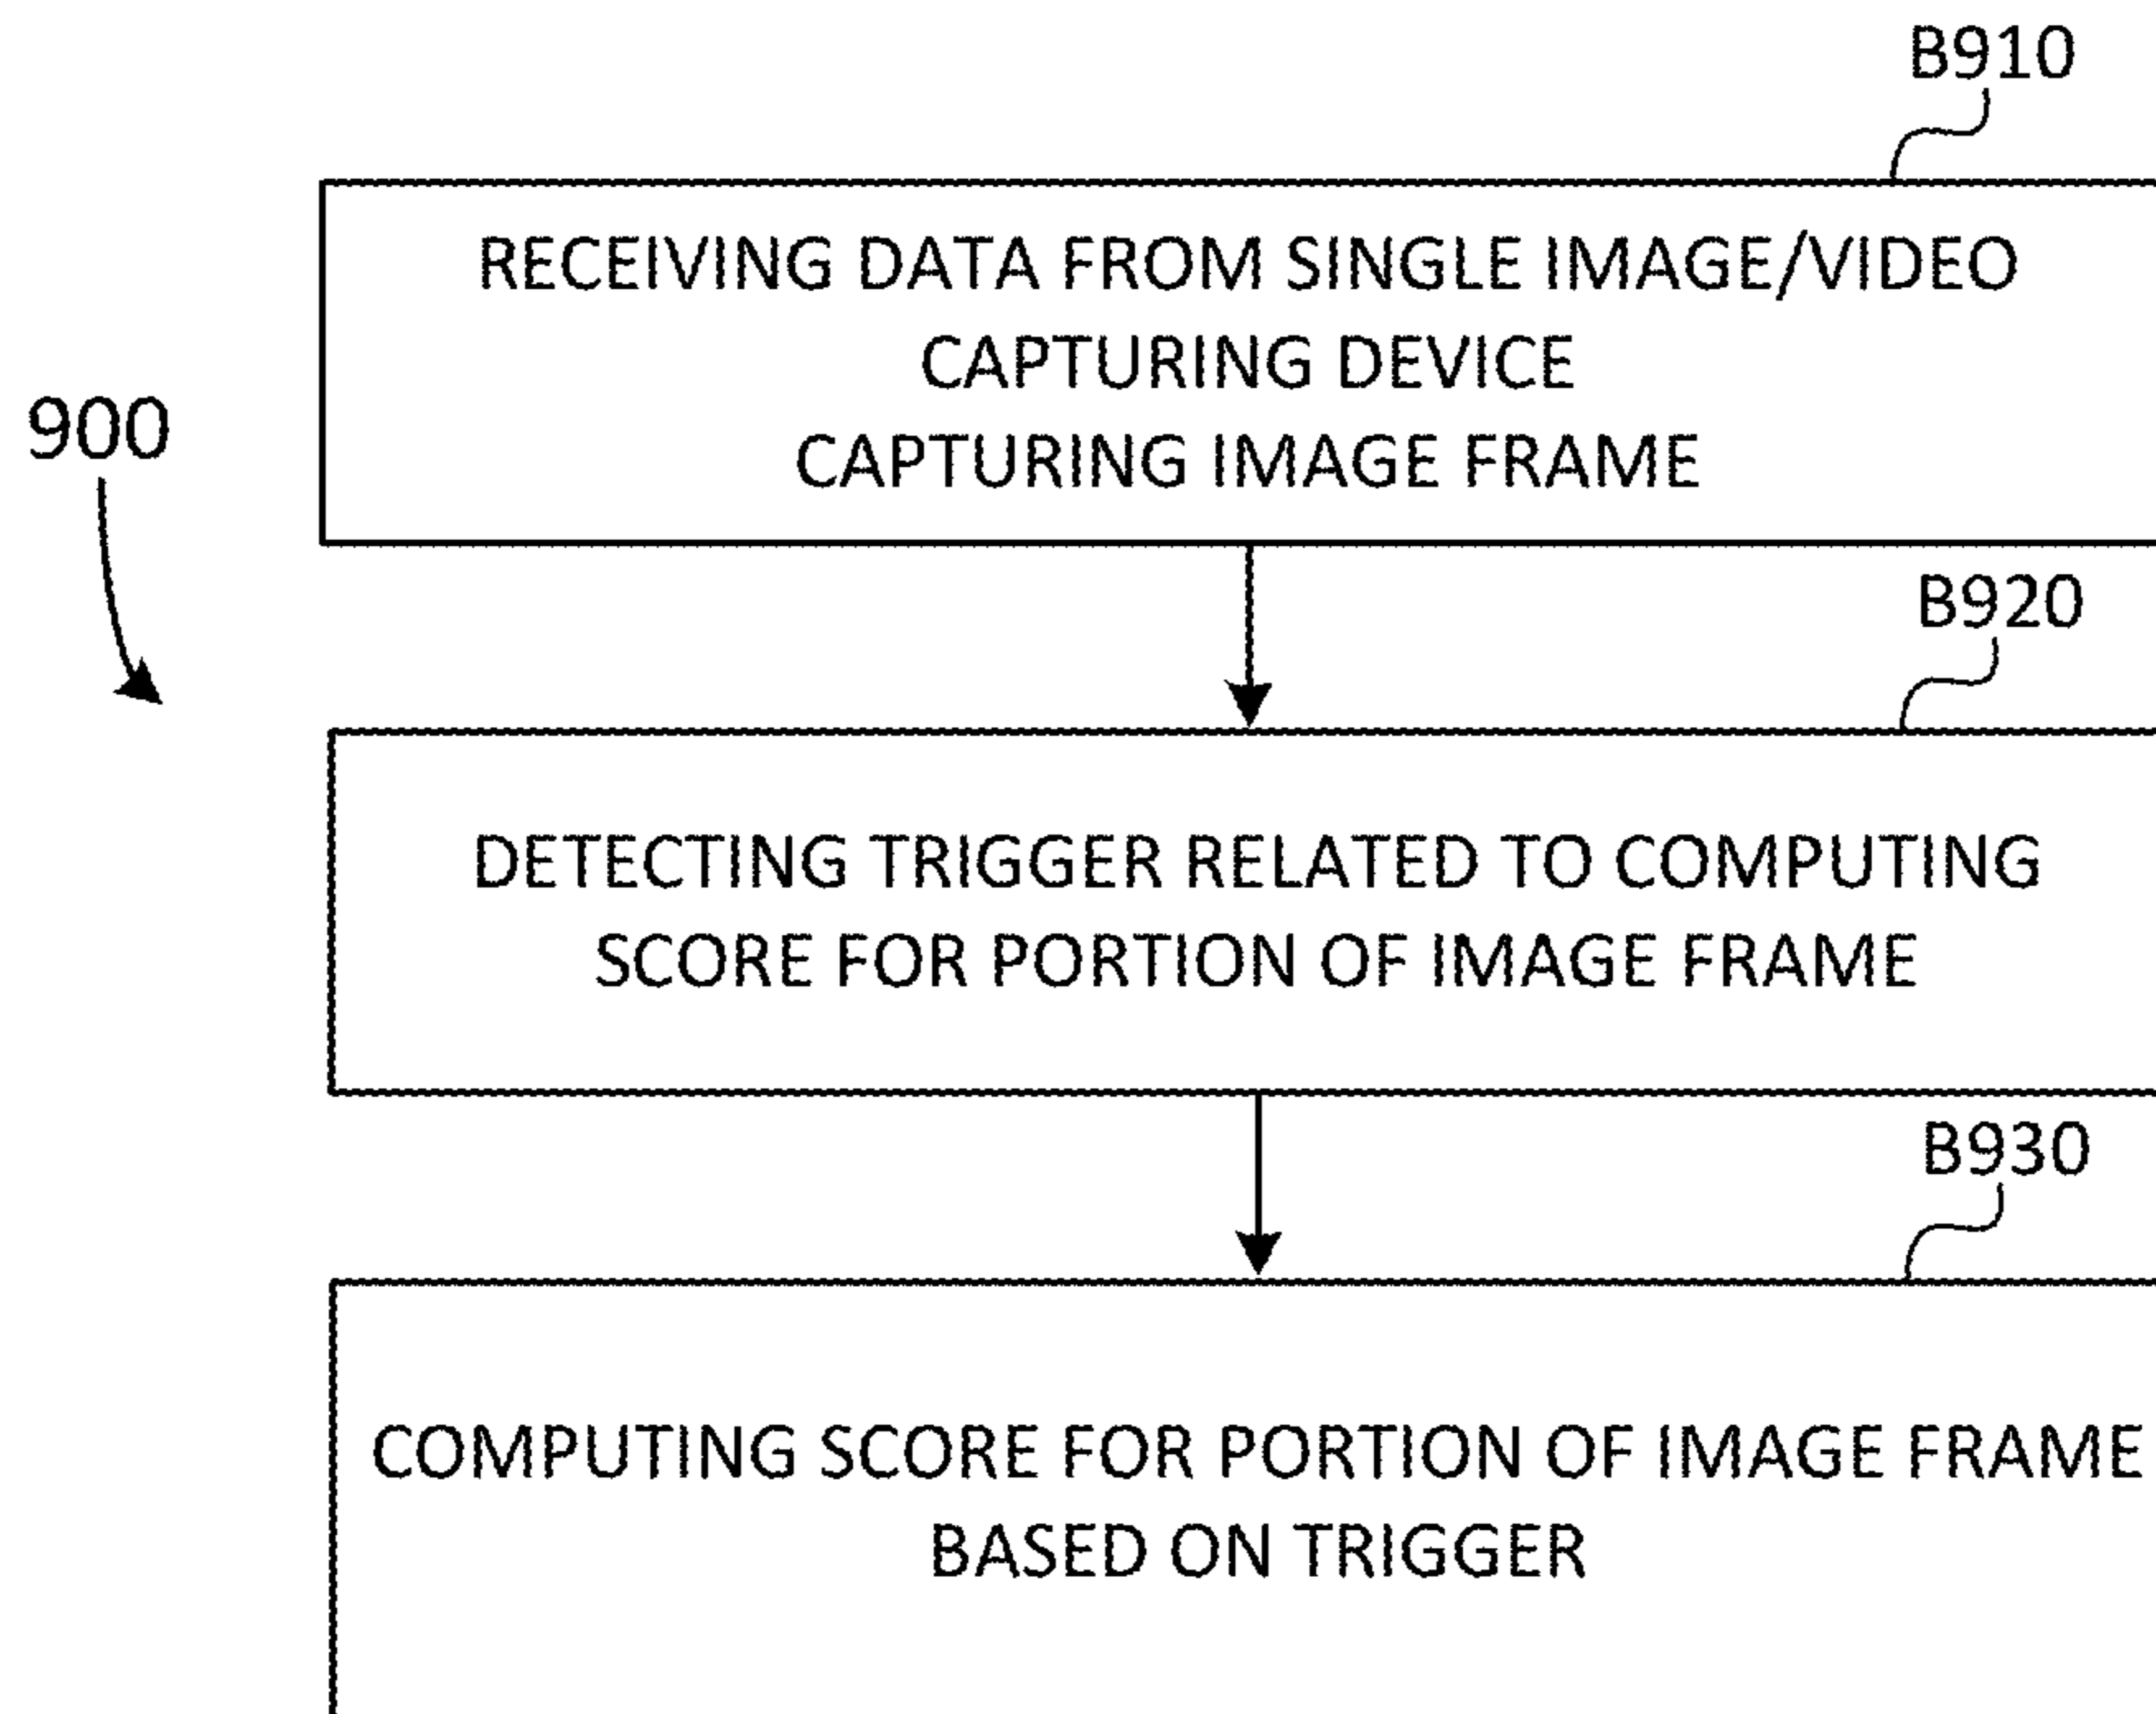 B910
RECEIVING DATA FROM SINGLE IMAGE/VIDEO
CAPTURING DEVICE
CAPTURING IMAGE FRAME
900
B920
DETECTING TRIGGER RELATED TO COMPUTING
SCORE FOR PORTION OF IMAGE FRAME
B930
COMPUTING SCORE FOR PORTION OF IMAGE FRAME
BASED ON TRIGGER